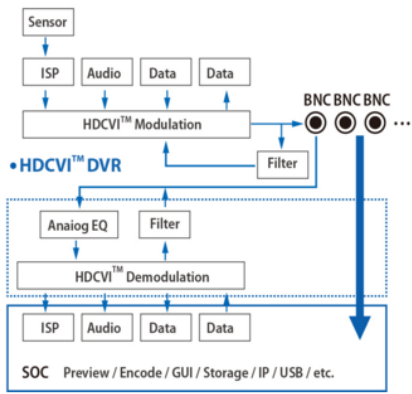 Sensor
ISP Audio Data Data
BNC BNC BNC
HDCVI™ Modulation
...
Filter
•HDCVI™ DVR
Anaiog EQ Filter
HDCVI™ Demodulation
ISP Audio Data Data
SOC Preview / Encode / GUI / Storage / IP / USB / etc.